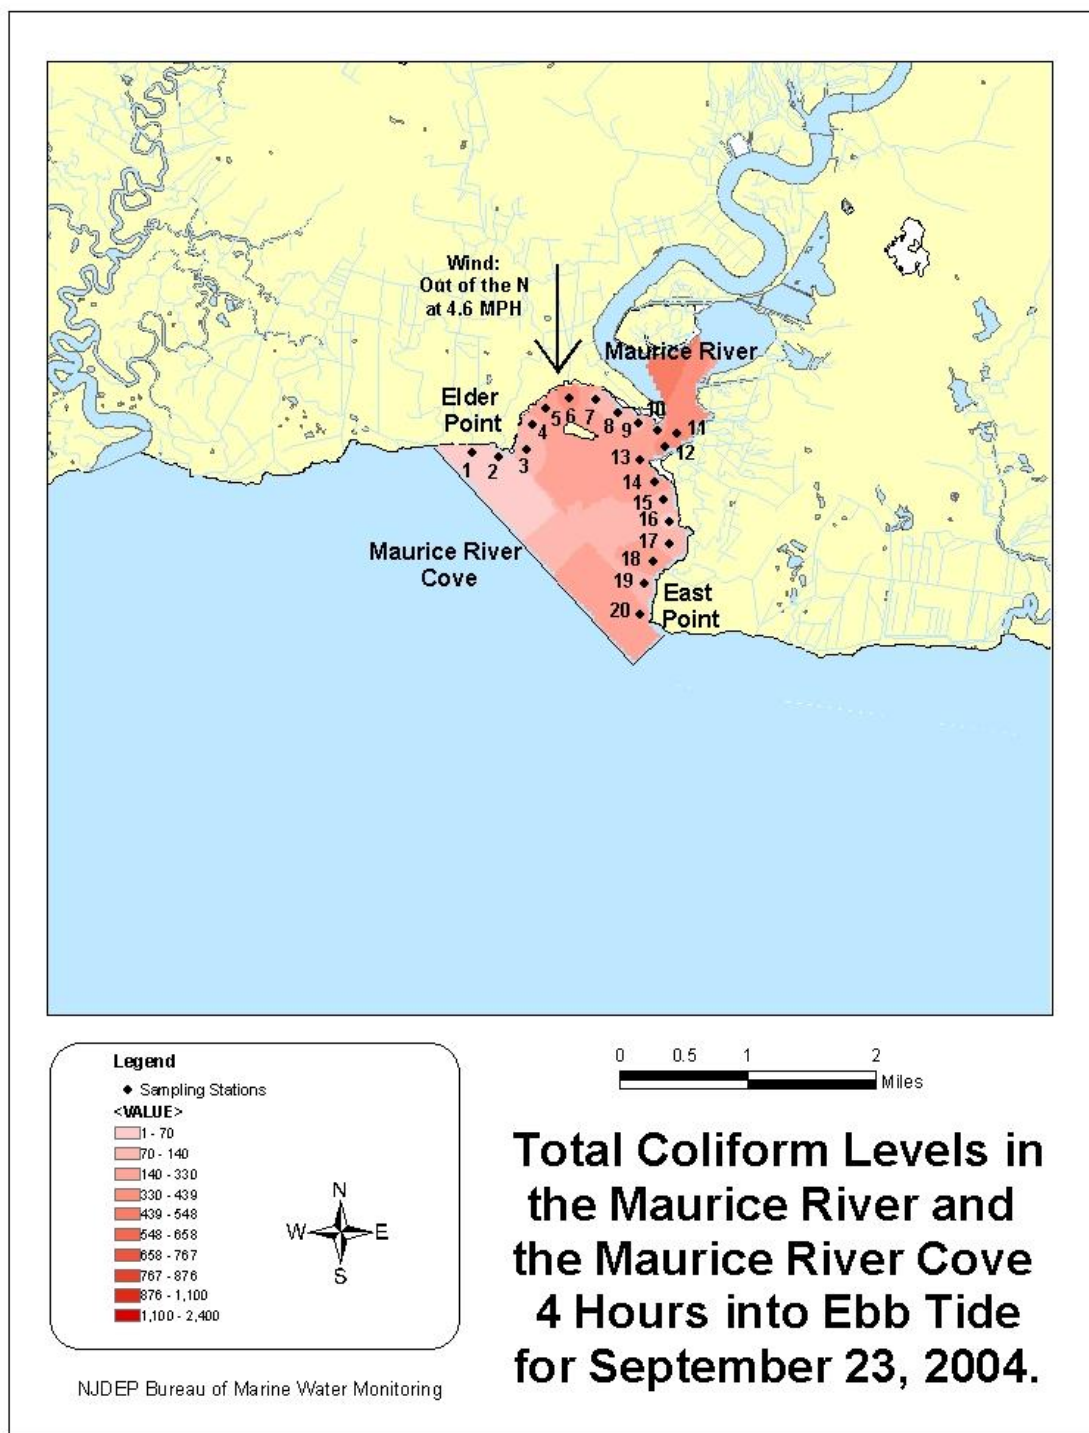 Wind:
Out of the N
at 4.6 MPH
Maurice River
Elder
Point
1
2
3
4
5
6
7
8
9
10
11
12
13
14
15
16
17
18
19
20
Maurice River
Cove
East
Point
Legend
Sampling Stations
<VALUE>
1 - 70
70 - 140
140 - 330
330 - 439
439 - 548
548 - 658
658 - 767
767 - 876
876 - 1,100
1,100 - 2,400
N
W E
S
0 0.5 1 2
Miles
Total Coliform Levels in
the Maurice River and
the Maurice River Cove
4 Hours into Ebb Tide
for September 23, 2004.
NJDEP Bureau of Marine Water Monitoring